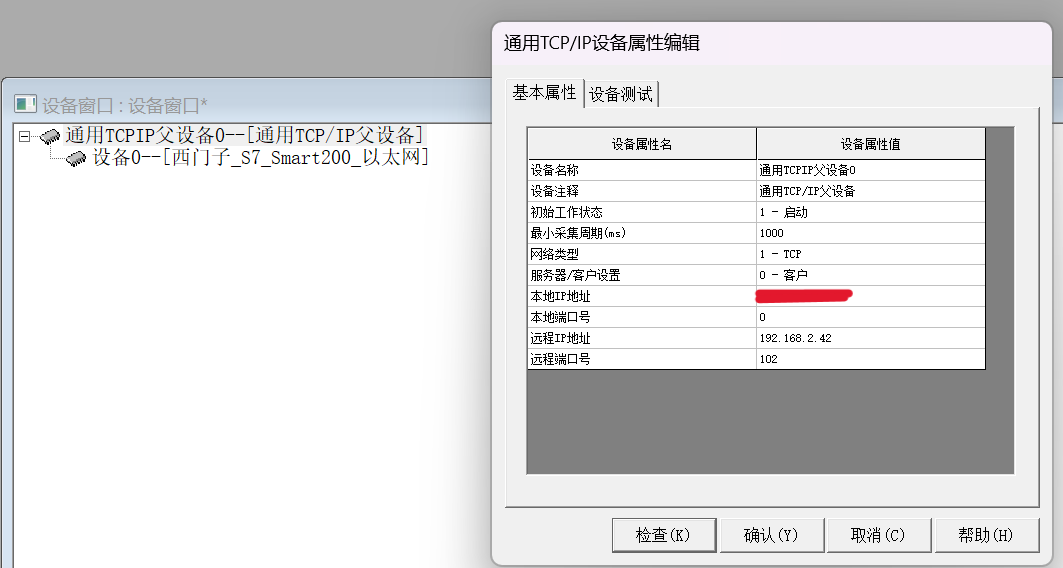 设备窗口 : 设备窗口*
通用TCPIP父设备0--[通用TCP/IP父设备]
设备0--[西门子_S7_Smart200_以太网]
通用TCP/IP设备属性编辑
基本属性 设备测试
设备属性名 设备属性值
设备名称 通用TCPIP父设备0
设备注释 通用TCP/IP父设备
初始工作状态 1 - 启动
最小采集周期(ms) 1000
网络类型 1 - TCP
服务器/客户设置 0 - 客户
本地IP地址
本地端口号 0
远程IP地址 192.168.2.42
远程端口号 102
检查(K) 确认(Y) 取消(C) 帮助(H)